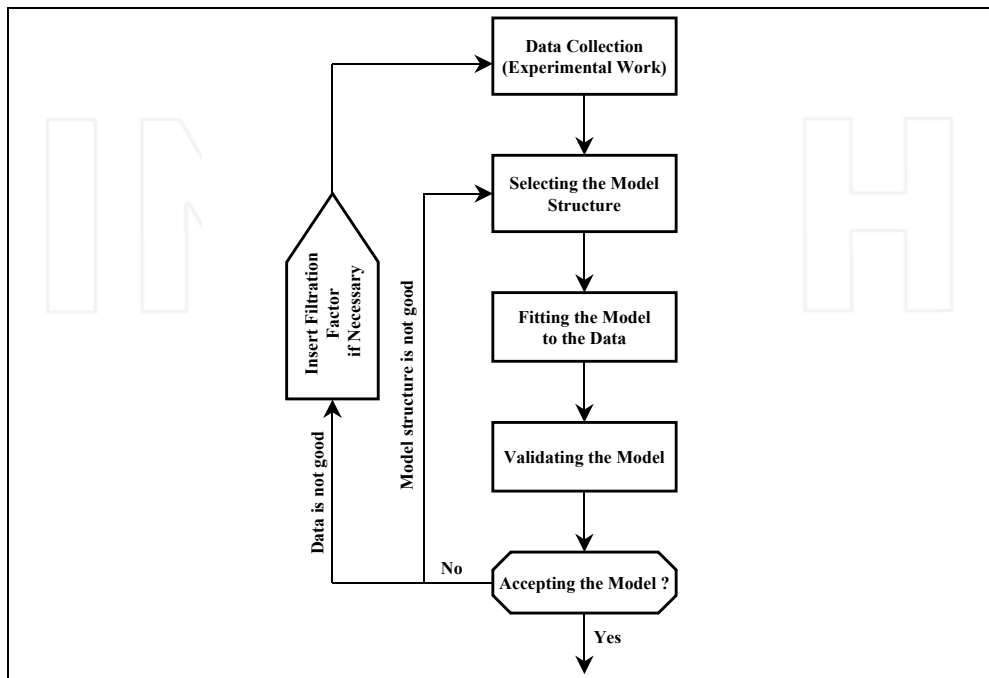 Data Collection
(Experimental Work)
Selecting the Model
Structure
Fitting the Model
to the Data
Validating the Model
Accepting the Model ?
Yes
No
Model structure is not good
Data is not good
Insert Filtration
Factor
if Necessary